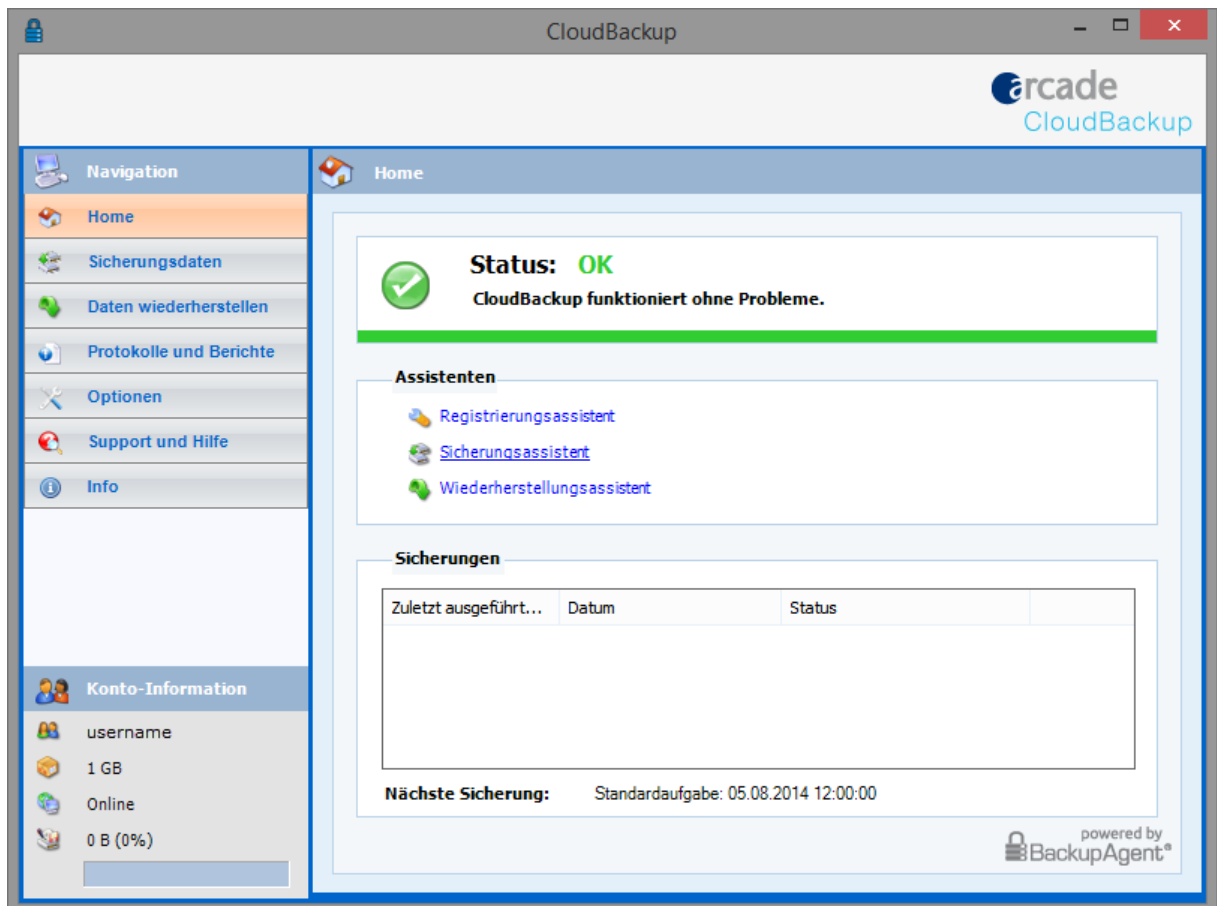 CloudBackup
arcade
CloudBackup
Navigation
Home
Sicherungsdaten
Daten wiederherstellen
Protokolle und Berichte
Optionen
Support und Hilfe
Info
Konto-Information
username
1 GB
Online
0 B (0%)
Home
Status: OK
CloudBackup funktioniert ohne Probleme.
Assistenten
Registrierungsassistent
Sicherungsassistent
Wiederherstellungsassistent
Sicherungen
Zuletzt ausgeführt... Datum Status
Nächste Sicherung: Standardaufgabe: 05.08.2014 12:00:00
powered by
BackupAgent®